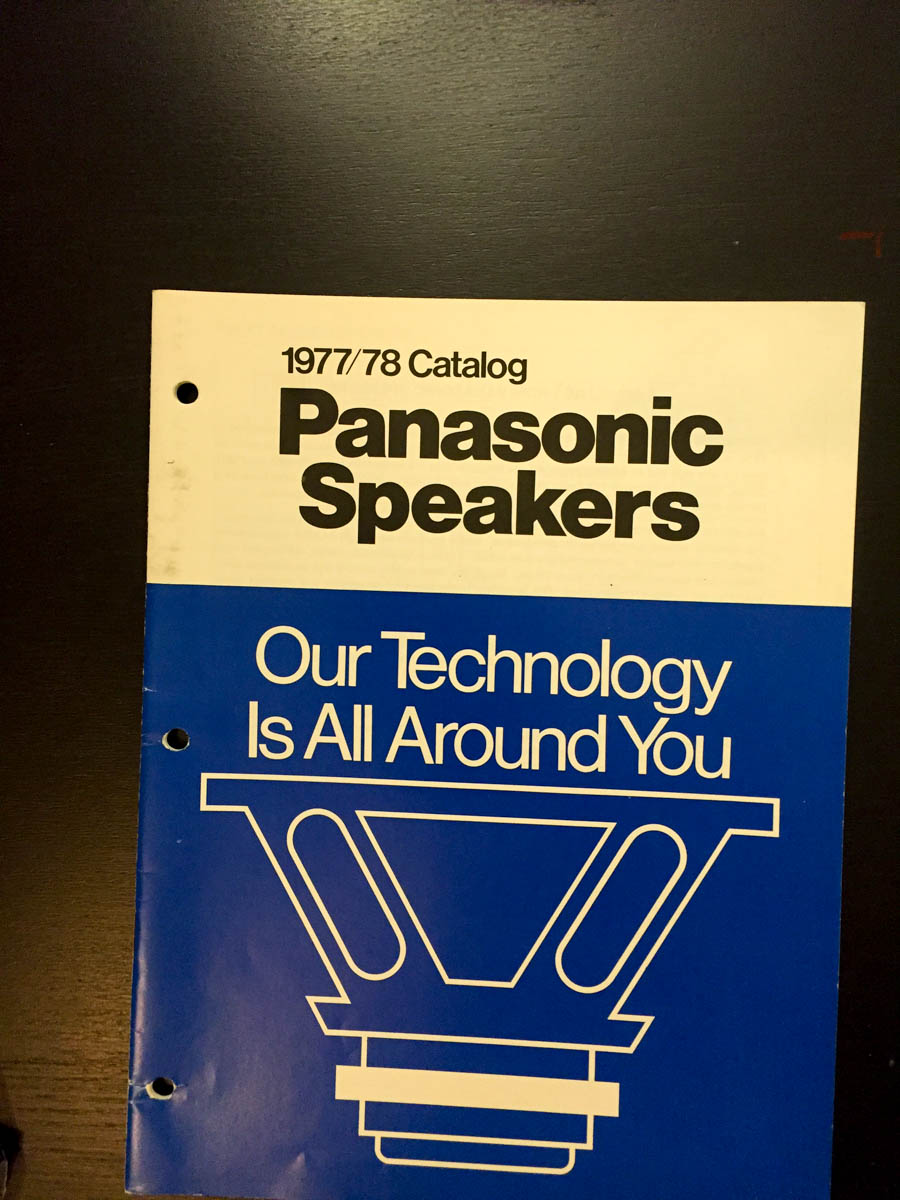 1977/78 Catalog
Panasonic
Speakers
Our Technology
Is All Around You